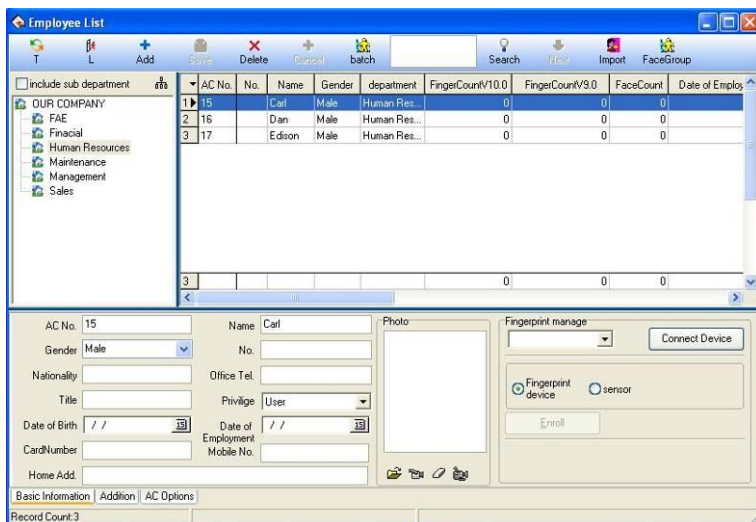 Employee List
T L Add Save Delete Cancel batch Search Next Import FaceGroup
include sub department
OUR COMPANY
FAE
Finacial
Human Resources
Maintenance
Management
Sales
AC No. No. Name Gender department FingerCountV10.0 FingerCountV9.0 FaceCount Date of Employ
1 15 Carl Male Human Res... 0 0 0
2 16 Dan Male Human Res... 0 0 0
3 17 Edison Male Human Res... 0 0 0
3 0 0 0
AC No. 15 Name Carl
Gender Male No.
Nationality Office Tel.
Title Privilige User
Date of Birth / / 15 Date of Employment / / 15
CardNumber Mobile No.
Home Add.
Photo
Fingerprint manage
Connect Device
Fingerprint device sensor
Enroll
Basic Information Addition AC Options
Record Count:3